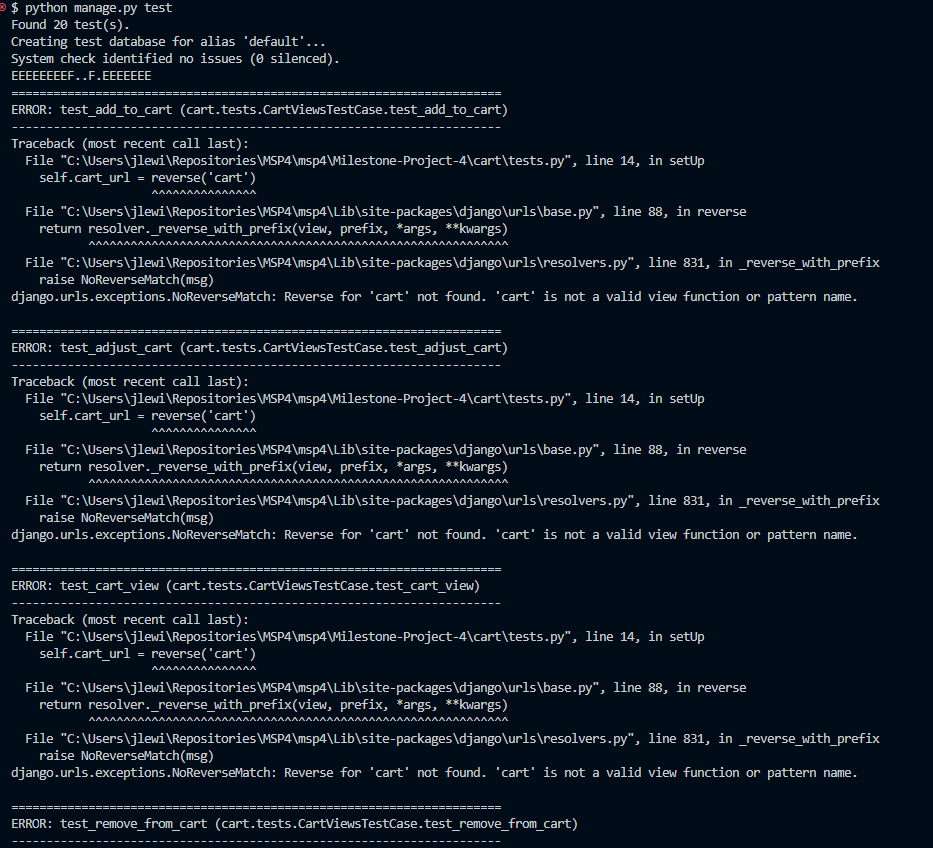 $ python manage.py test
Found 20 test(s).
Creating test database for alias 'default'...
System check identified no issues (0 silenced).
EEEEEEEEF..F.EEEEEEE
======================================================================
ERROR: test_add_to_cart (cart.tests.CartViewsTestCase.test_add_to_cart)
----------------------------------------------------------------------
Traceback (most recent call last):
  File "C:\Users\jlewi\Repositories\MSP4\msp4\Milestone-Project-4\cart\tests.py", line 14, in setUp
    self.cart_url = reverse('cart')
                    ^^^^^^^^^^^^^^^
  File "C:\Users\jlewi\Repositories\MSP4\msp4\Lib\site-packages\django\urls\base.py", line 88, in reverse
    return resolver._reverse_with_prefix(view, prefix, *args, **kwargs)
           ^^^^^^^^^^^^^^^^^^^^^^^^^^^^^^^^^^^^^^^^^^^^^^^^^^^^^^^^^^^^
  File "C:\Users\jlewi\Repositories\MSP4\msp4\Lib\site-packages\django\urls\resolvers.py", line 831, in _reverse_with_prefix
    raise NoReverseMatch(msg)
django.urls.exceptions.NoReverseMatch: Reverse for 'cart' not found. 'cart' is not a valid view function or pattern name.
======================================================================
ERROR: test_adjust_cart (cart.tests.CartViewsTestCase.test_adjust_cart)
----------------------------------------------------------------------
Traceback (most recent call last):
  File "C:\Users\jlewi\Repositories\MSP4\msp4\Milestone-Project-4\cart\tests.py", line 14, in setUp
    self.cart_url = reverse('cart')
                    ^^^^^^^^^^^^^^^
  File "C:\Users\jlewi\Repositories\MSP4\msp4\Lib\site-packages\django\urls\base.py", line 88, in reverse
    return resolver._reverse_with_prefix(view, prefix, *args, **kwargs)
           ^^^^^^^^^^^^^^^^^^^^^^^^^^^^^^^^^^^^^^^^^^^^^^^^^^^^^^^^^^^^
  File "C:\Users\jlewi\Repositories\MSP4\msp4\Lib\site-packages\django\urls\resolvers.py", line 831, in _reverse_with_prefix
    raise NoReverseMatch(msg)
django.urls.exceptions.NoReverseMatch: Reverse for 'cart' not found. 'cart' is not a valid view function or pattern name.
======================================================================
ERROR: test_cart_view (cart.tests.CartViewsTestCase.test_cart_view)
----------------------------------------------------------------------
Traceback (most recent call last):
  File "C:\Users\jlewi\Repositories\MSP4\msp4\Milestone-Project-4\cart\tests.py", line 14, in setUp
    self.cart_url = reverse('cart')
                    ^^^^^^^^^^^^^^^
  File "C:\Users\jlewi\Repositories\MSP4\msp4\Lib\site-packages\django\urls\base.py", line 88, in reverse
    return resolver._reverse_with_prefix(view, prefix, *args, **kwargs)
           ^^^^^^^^^^^^^^^^^^^^^^^^^^^^^^^^^^^^^^^^^^^^^^^^^^^^^^^^^^^^
  File "C:\Users\jlewi\Repositories\MSP4\msp4\Lib\site-packages\django\urls\resolvers.py", line 831, in _reverse_with_prefix
    raise NoReverseMatch(msg)
django.urls.exceptions.NoReverseMatch: Reverse for 'cart' not found. 'cart' is not a valid view function or pattern name.
======================================================================
ERROR: test_remove_from_cart (cart.tests.CartViewsTestCase.test_remove_from_cart)
----------------------------------------------------------------------